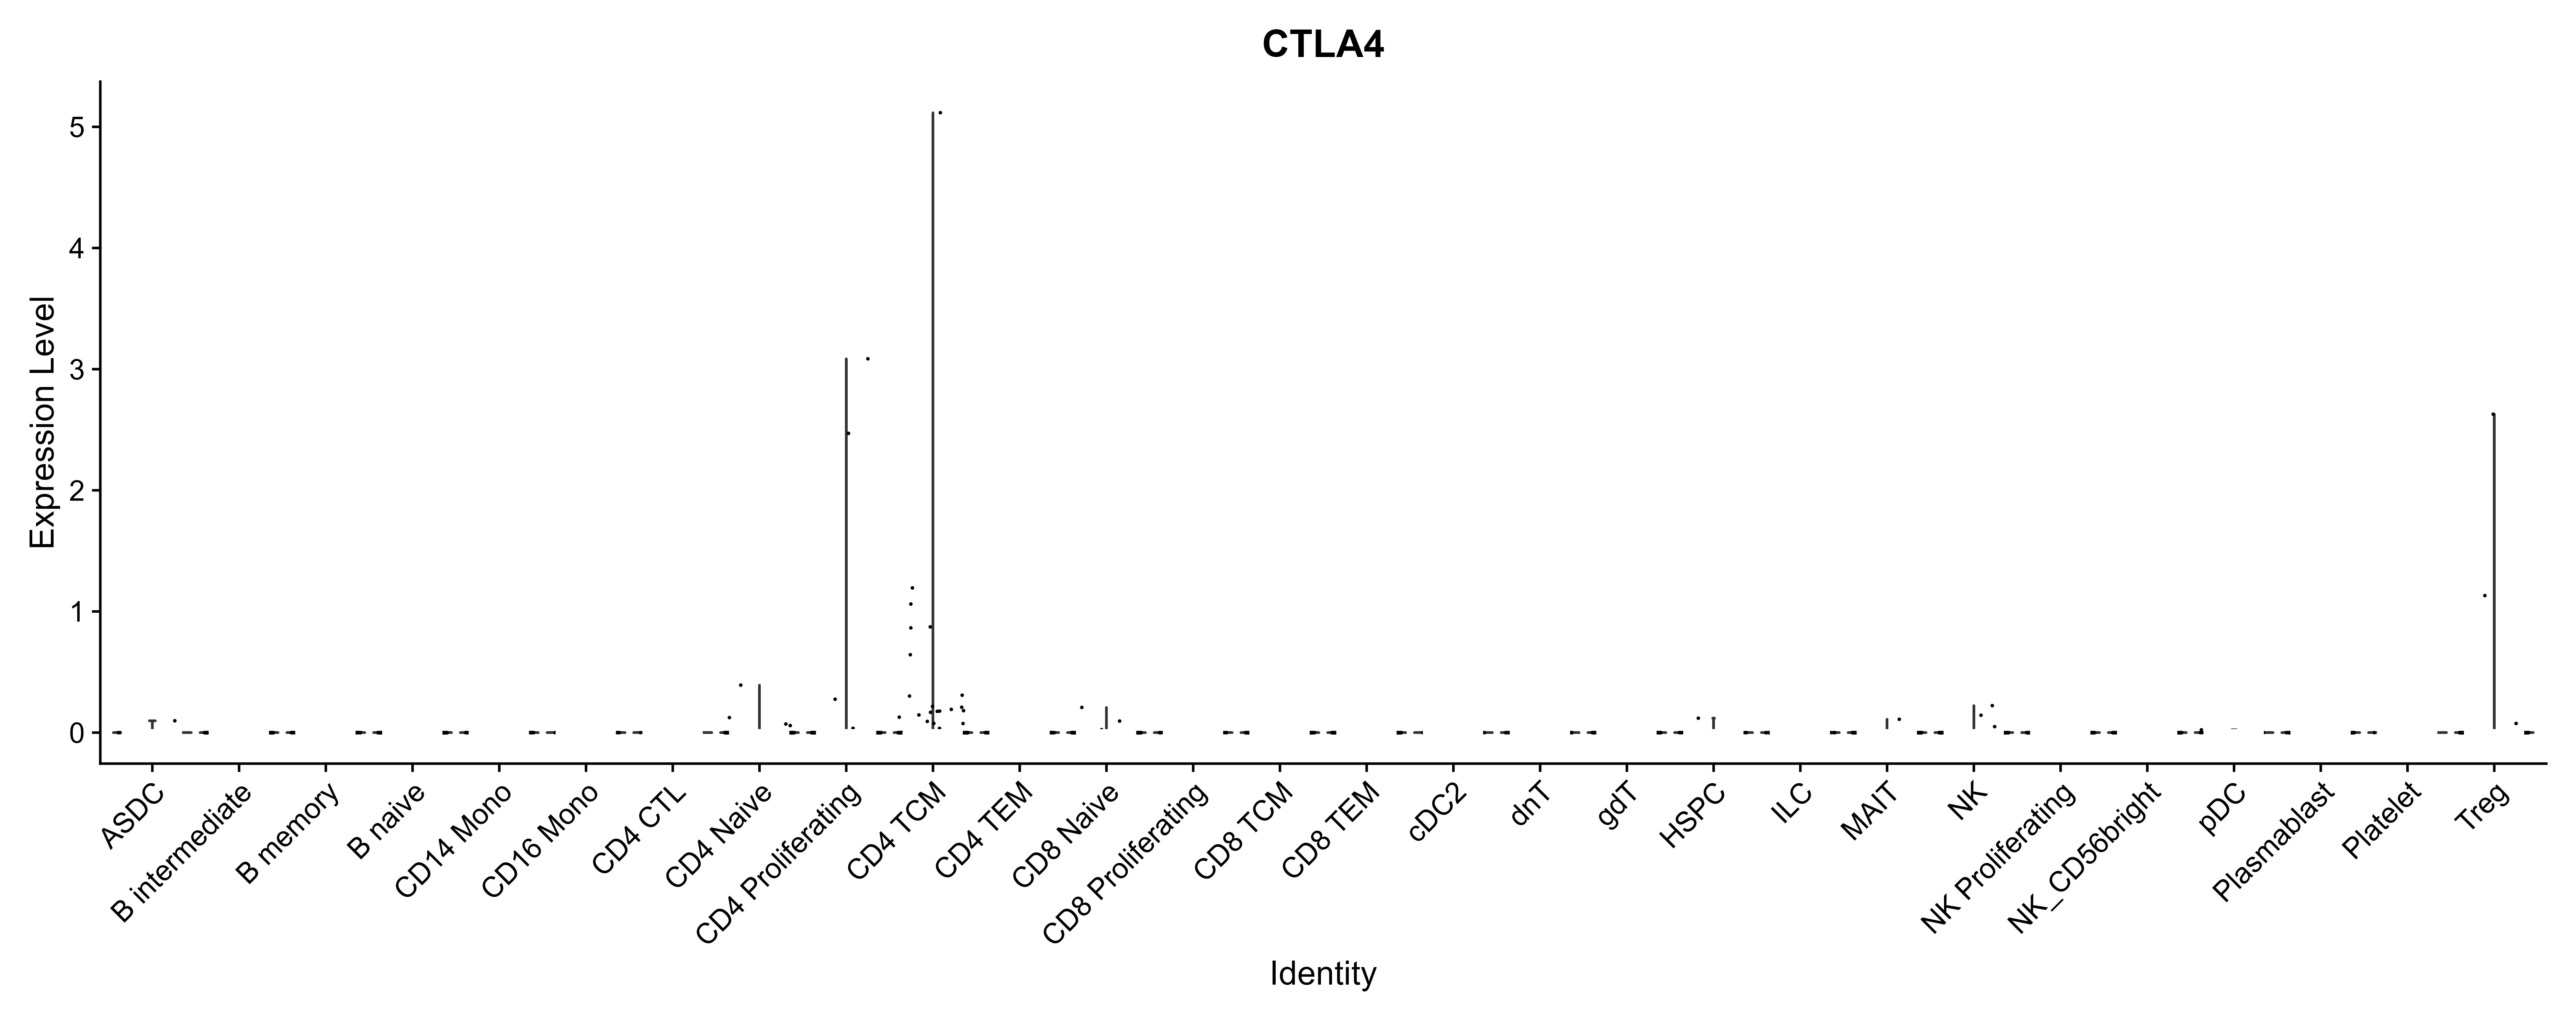 CTLA4
Expression Level
5
4
3
2
1
0
ASDC
B intermediate
B memory
B naive
CD14 Mono
CD16 Mono
CD4 CTL
CD4 Naive
CD4 Proliferating
CD4 TCM
CD4 TEM
CD8 Naive
CD8 Proliferating
CD8 TCM
CD8 TEM
cDC2
dnT
gdT
HSPC
ILC
MAIT
NK
NK Proliferating
NK_CD56bright
pDC
Plasmablast
Platelet
Treg
Identity